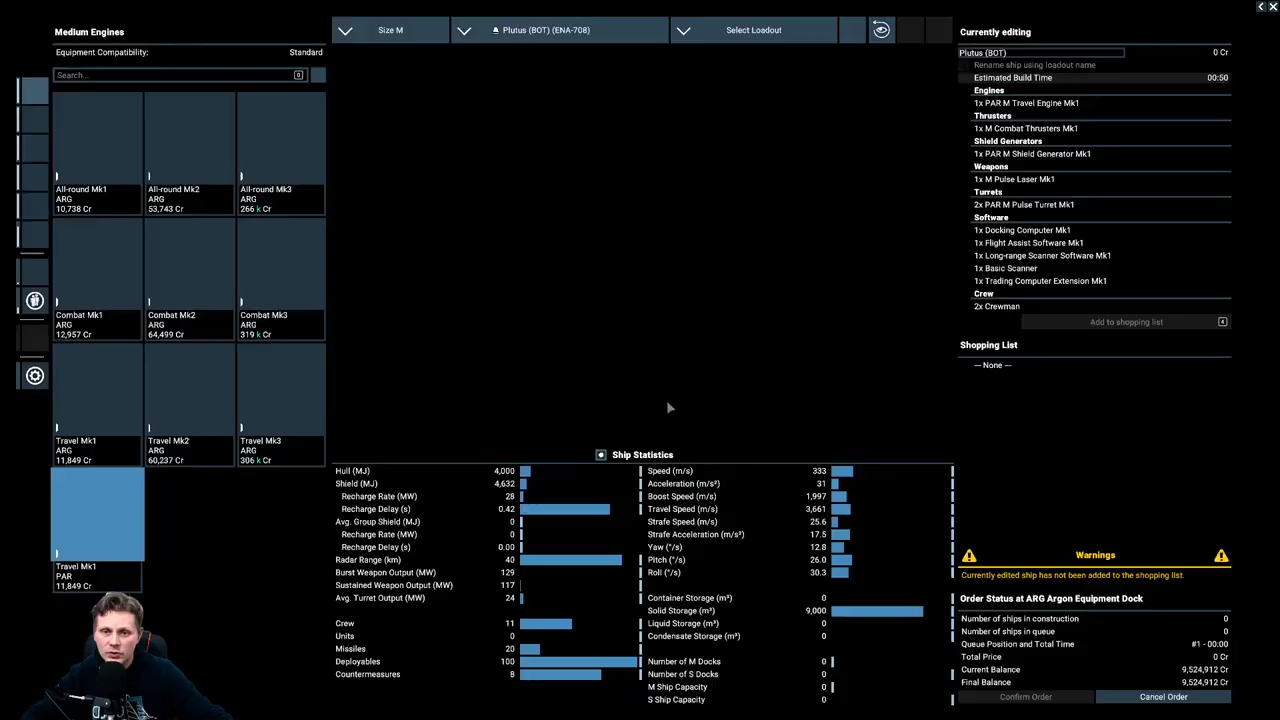 Medium Engines
Equipment Compatibility: Standard
Search... 0
All-round Mk1
ARG
10,738 Cr
All-round Mk2
ARG
53,743 Cr
All-round Mk3
ARG
266 k Cr
Combat Mk1
ARG
12,957 Cr
Combat Mk2
ARG
64,499 Cr
Combat Mk3
ARG
319 k Cr
Travel Mk1
ARG
11,849 Cr
Travel Mk2
ARG
60,237 Cr
Travel Mk3
ARG
306 k Cr
Travel Mk1
PAR
11,849 Cr
Size M
Plutus (BOT) (ENA-708)
Select Loadout
Ship Statistics
Hull (MJ) 4,000
Shield (MJ) 4,632
Recharge Rate (MW) 28
Recharge Delay (s) 0.42
Avg. Group Shield (MJ) 0
Recharge Rate (MW) 0
Recharge Delay (s) 0.00
Radar Range (km) 40
Burst Weapon Output (MW) 129
Sustained Weapon Output (MW) 117
Avg. Turret Output (MW) 24
Crew 11
Units 0
Missiles 20
Deployables 100
Countermeasures 8
Speed (m/s) 333
Acceleration (m/s²) 31
Boost Speed (m/s) 1,997
Travel Speed (m/s) 3,661
Strafe Speed (m/s) 25.6
Strafe Acceleration (m/s²) 17.5
Yaw (°/s) 12.8
Pitch (°/s) 26.0
Roll (°/s) 30.3
Container Storage (m³) 0
Solid Storage (m³) 9,000
Liquid Storage (m³) 0
Condensate Storage (m³) 0
Number of M Docks 0
Number of S Docks 0
M Ship Capacity 0
S Ship Capacity 0
Currently editing
Plutus (BOT) 0 Cr
Rename ship using loadout name
Estimated Build Time 00:50
Engines
1x PAR M Travel Engine Mk1
Thrusters
1x M Combat Thrusters Mk1
Shield Generators
1x PAR M Shield Generator Mk1
Weapons
1x M Pulse Laser Mk1
Turrets
2x PAR M Pulse Turret Mk1
Software
1x Docking Computer Mk1
1x Flight Assist Software Mk1
1x Long-range Scanner Software Mk1
1x Basic Scanner
1x Trading Computer Extension Mk1
Crew
2x Crewman
Add to shopping list 4
Shopping List
-- None --
Warnings
Currently edited ship has not been added to the shopping list.
Order Status at ARG Argon Equipment Dock
Number of ships in construction 0
Number of ships in queue 0
Queue Position and Total Time #1 - 00:00
Total Price 0 Cr
Current Balance 9,524,912 Cr
Final Balance 9,524,912 Cr
Confirm Order
Cancel Order